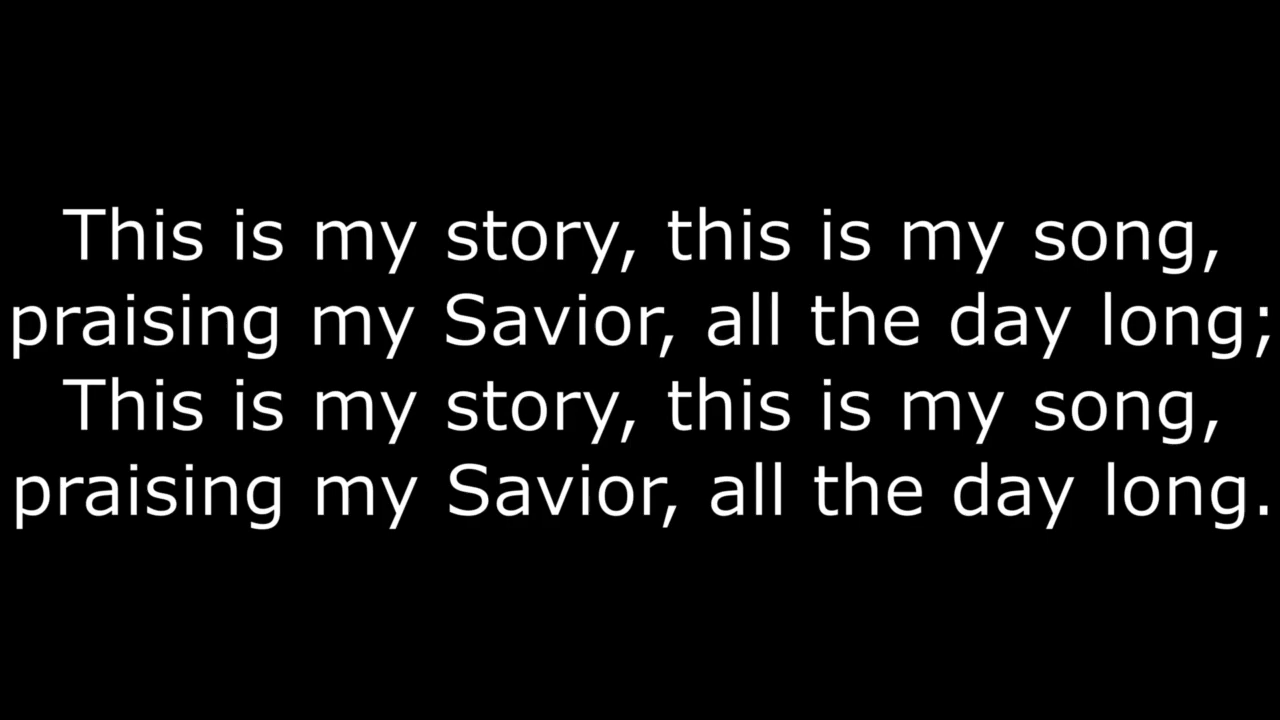 This is my story, this is my song,
praising my Savior, all the day long;
This is my story, this is my song,
praising my Savior, all the day long.